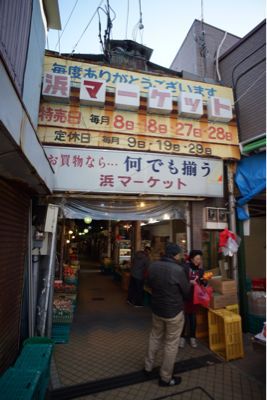 浜マ
毎度ありがとうございます
浜マーケット
特売日 毎月8日・18日・27日・28日
定休日 毎月9日・19日・29日
お買物なら… 何でも揃う
浜マーケット